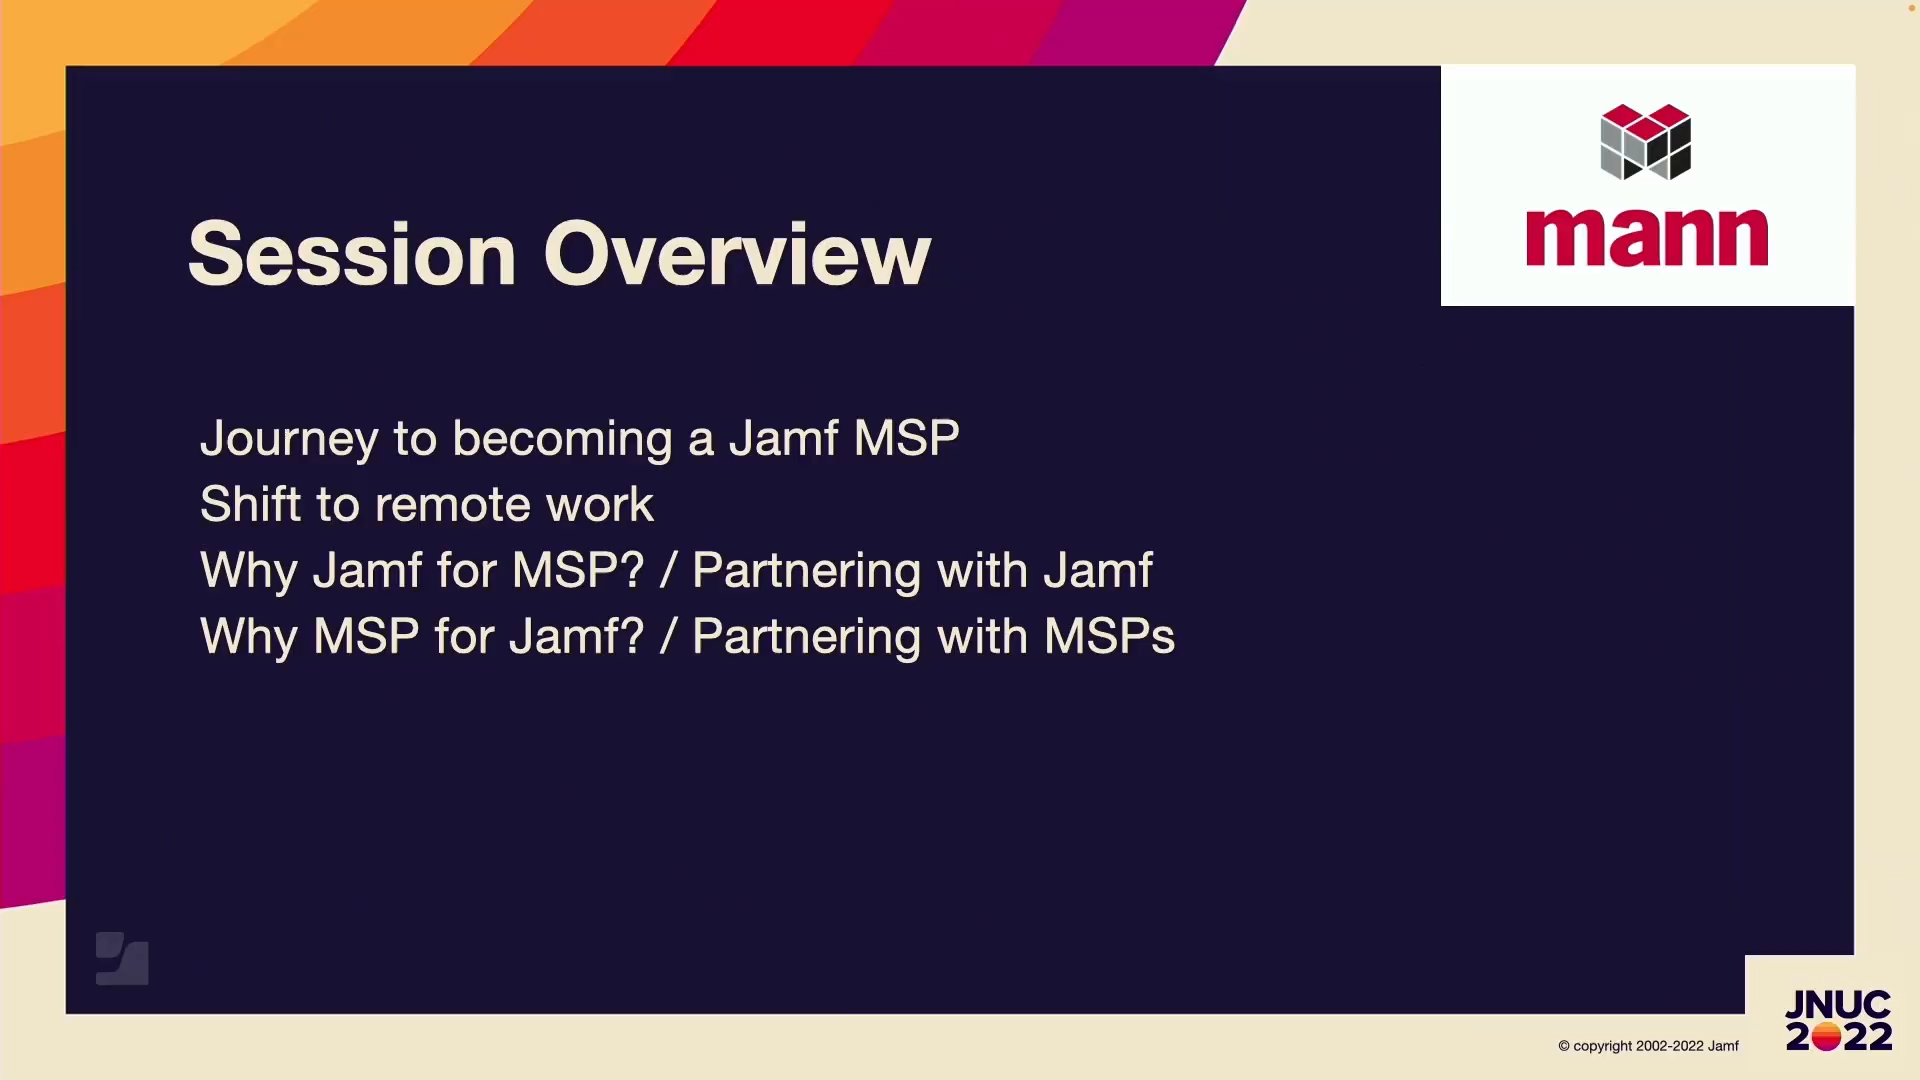 mann
Session Overview
Journey to becoming a Jamf MSP
Shift to remote work
Why Jamf for MSP? / Partnering with Jamf
Why MSP for Jamf? / Partnering with MSPs
© copyright 2002-2022 Jamf
JNUC
2022